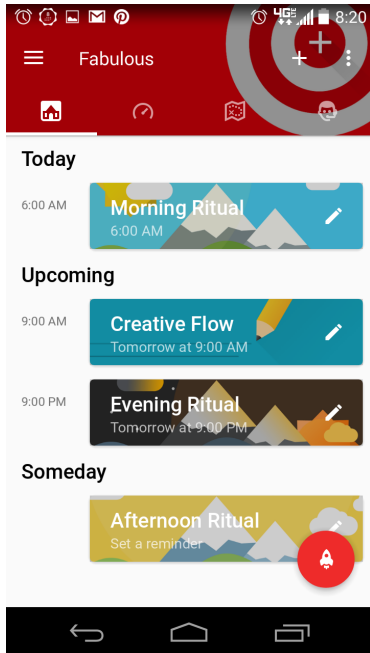 4G LTE 8:20
Fabulous
Today
6:00 AM
Morning Ritual
6:00 AM
Upcoming
9:00 AM
Creative Flow
Tomorrow at 9:00 AM
9:00 PM
Evening Ritual
Tomorrow at 9:00 PM
Someday
Afternoon Ritual
Set a reminder